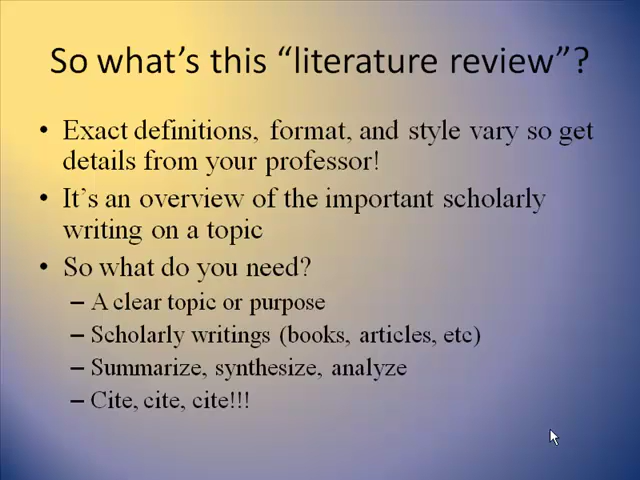 So what’s this “literature review”?
• Exact definitions, format, and style vary so get
details from your professor!
• It’s an overview of the important scholarly
writing on a topic
• So what do you need?
– A clear topic or purpose
– Scholarly writings (books, articles, etc)
– Summarize, synthesize, analyze
– Cite, cite, cite!!!